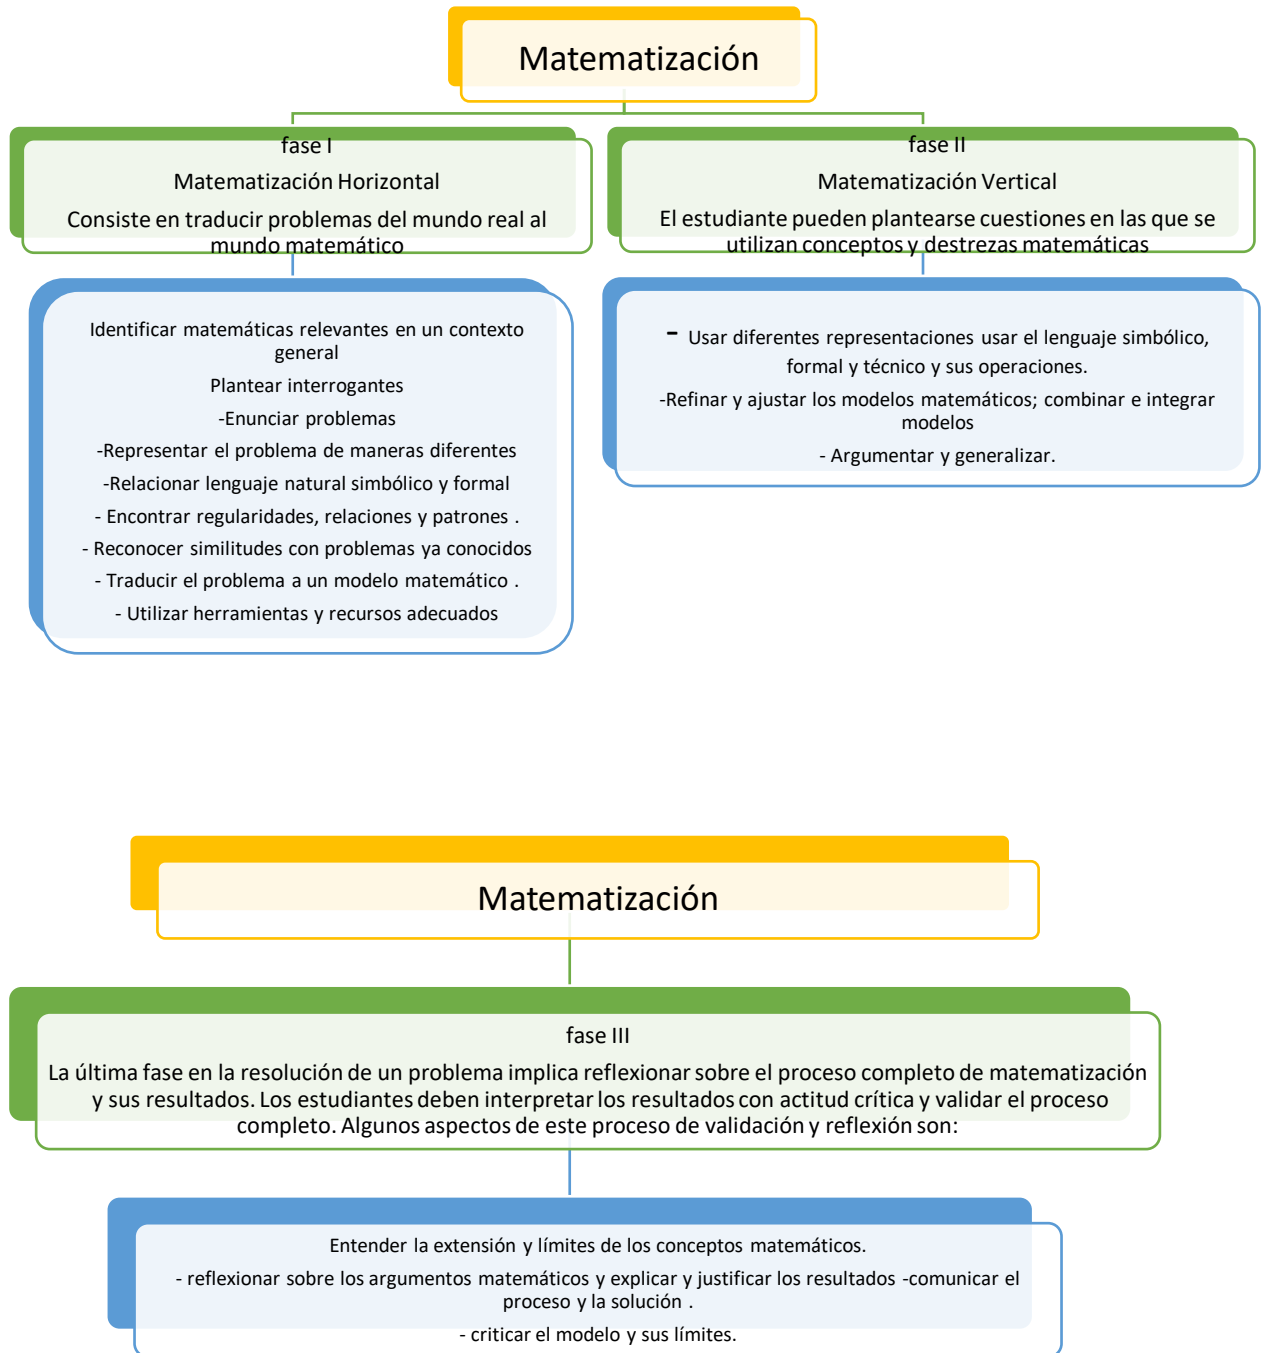 Matematización
fase I
Matematización Horizontal
Consiste en traducir problemas del mundo real al
mundo matemático
Identificar matemáticas relevantes en un contexto
general
Plantear interrogantes
-Enunciar problemas
-Representar el problema de maneras diferentes
-Relacionar lenguaje natural simbólico y formal
- Encontrar regularidades, relaciones y patrones .
- Reconocer similitudes con problemas ya conocidos
- Traducir el problema a un modelo matemático .
- Utilizar herramientas y recursos adecuados
fase II
Matematización Vertical
El estudiante pueden plantearse cuestiones en las que se
utilizan conceptos y destrezas matemáticas
- Usar diferentes representaciones usar el lenguaje simbólico,
formal y técnico y sus operaciones.
-Refinar y ajustar los modelos matemáticos; combinar e integrar
modelos
- Argumentar y generalizar.
Matematización
fase III
La última fase en la resolución de un problema implica reflexionar sobre el proceso completo de matematización
y sus resultados. Los estudiantes deben interpretar los resultados con actitud crítica y validar el proceso
completo. Algunos aspectos de este proceso de validación y reflexión son:
Entender la extensión y límites de los conceptos matemáticos.
- reflexionar sobre los argumentos matemáticos y explicar y justificar los resultados -comunicar el
proceso y la solución .
- criticar el modelo y sus límites.